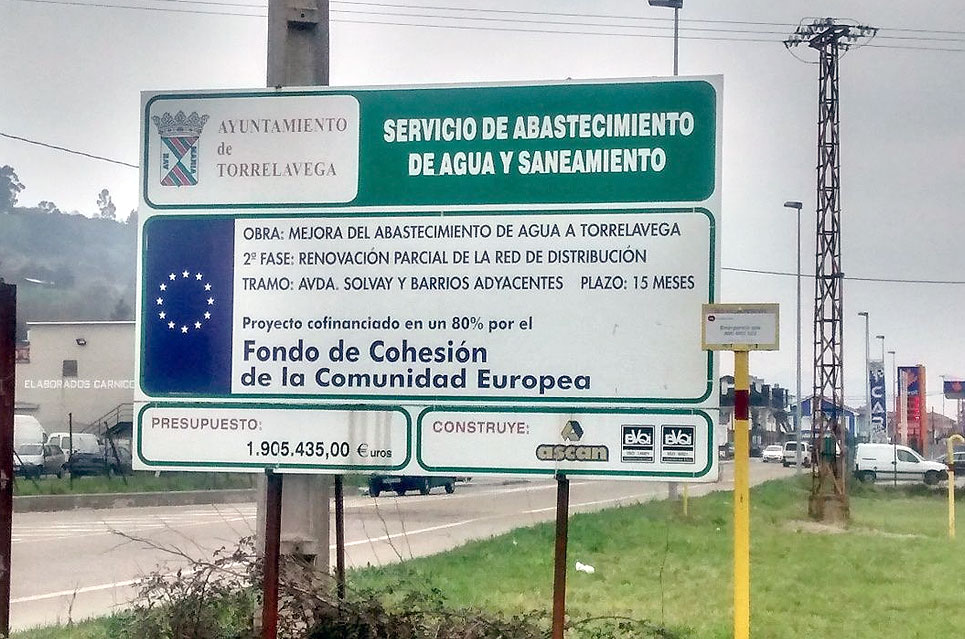 AYUNTAMIENTO
de
TORRELAVEGA
SERVICIO DE ABASTECIMIENTO
DE AGUA Y SANEAMIENTO
OBRA: MEJORA DEL ABASTECIMIENTO DE AGUA A TORRELAVEGA
2ª FASE: RENOVACIÓN PARCIAL DE LA RED DE DISTRIBUCIÓN
TRAMO: AVDA. SOLVAY Y BARRIOS ADYACENTES PLAZO: 15 MESES
Proyecto cofinanciado en un 80% por el
Fondo de Cohesión
de la Comunidad Europea
PRESUPUESTO:
1.905.435,00 €uros
CONSTRUYE:
ascan
ELABORADOS CARNICO